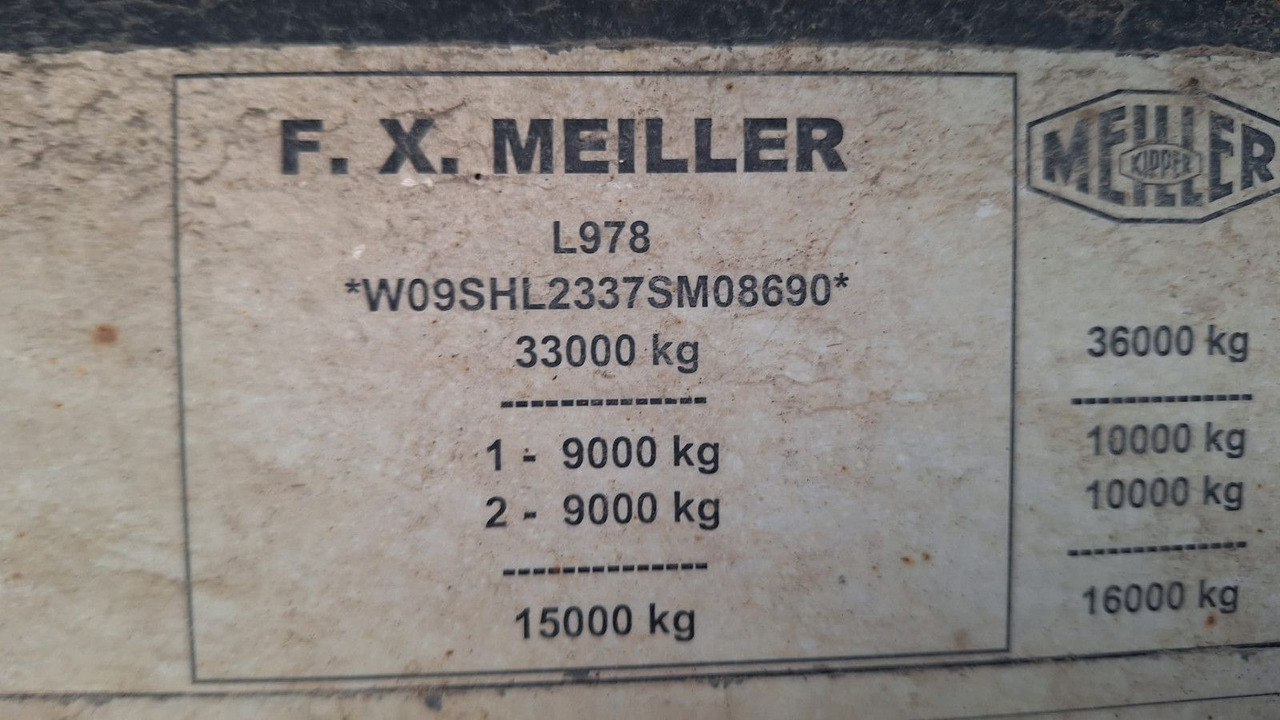 F. X. MEILLER
MEILLER
KIPPER
L978
*W09SHL2337SM08690*
33000 kg
36000 kg
--------------
--------------
1 - 9000 kg
10000 kg
2 - 9000 kg
10000 kg
--------------
--------------
15000 kg
16000 kg